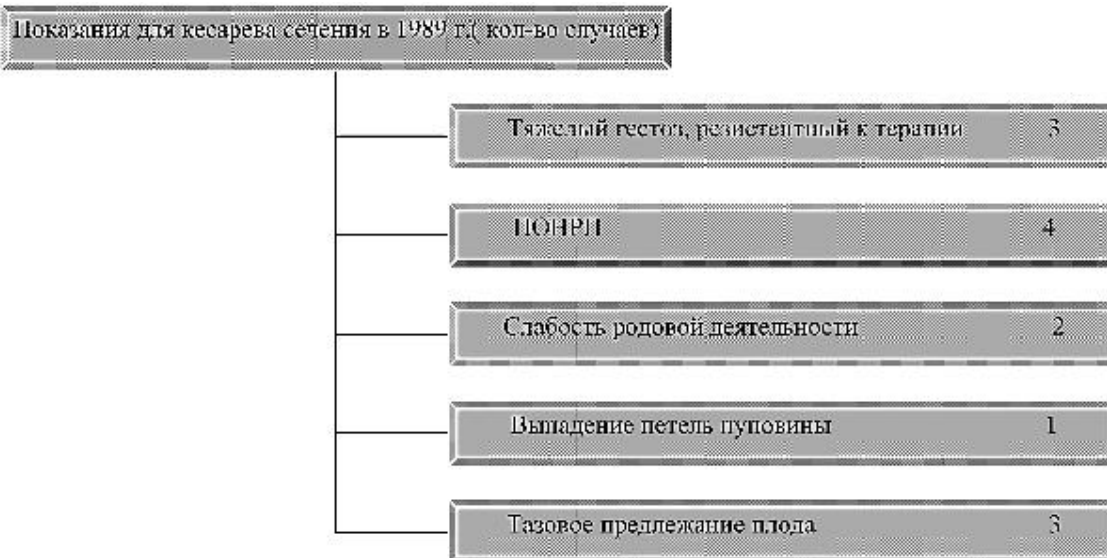 Показания для кесарева сечения в 1989 г.( кол-во случаев)
Тяжелый гестоз, резистентный к терапии 3
ПОНРП 4
Слабость родовой деятельности 2
Выпадение петель пуповины 1
Тазовое предлежание плода 3